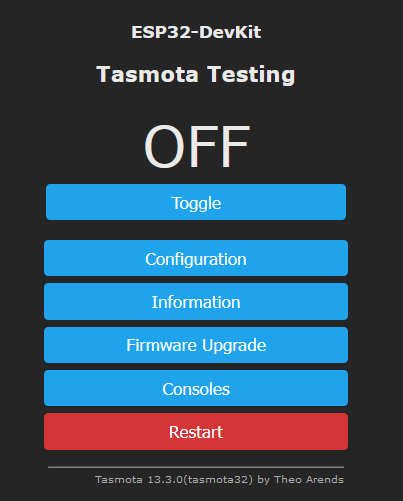 ESP32-DevKit
Tasmota Testing
OFF
Toggle
Configuration
Information
Firmware Upgrade
Consoles
Restart
Tasmota 13.3.0(tasmota32) by Theo Arends